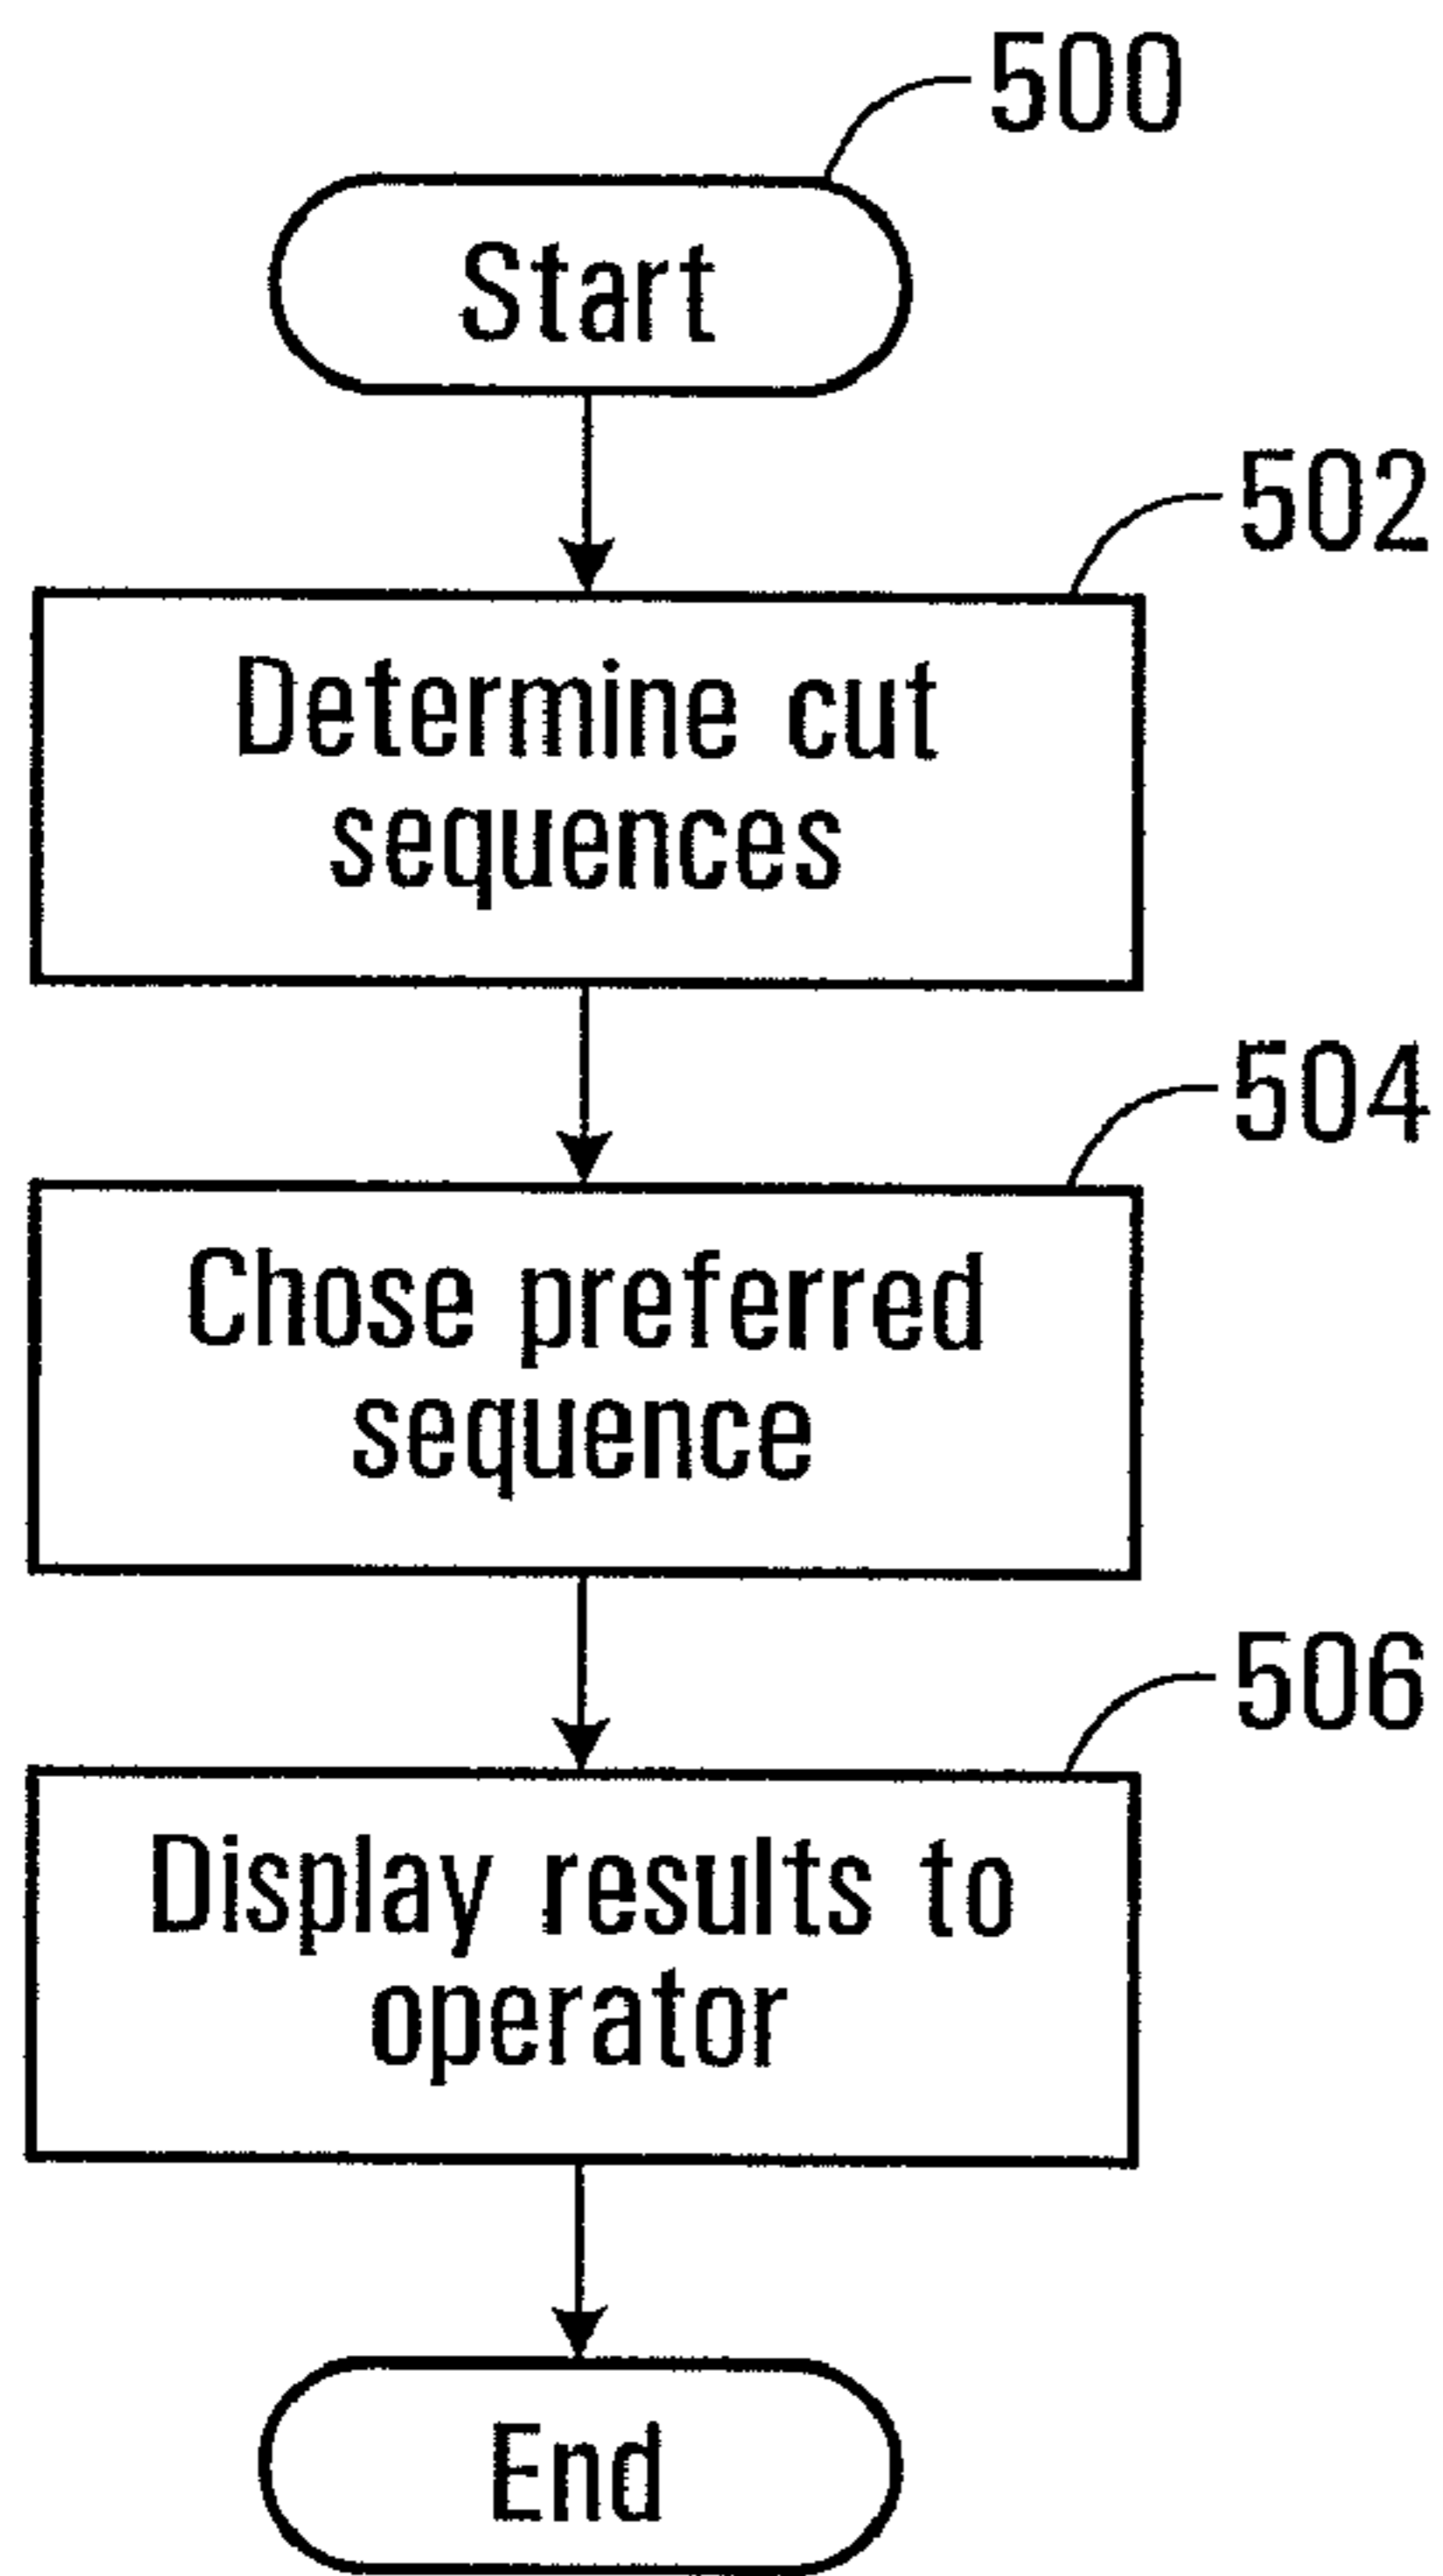 500
Start
502
Determine cut
sequences
504
Chose preferred
sequence
506
Display results to
operator
End